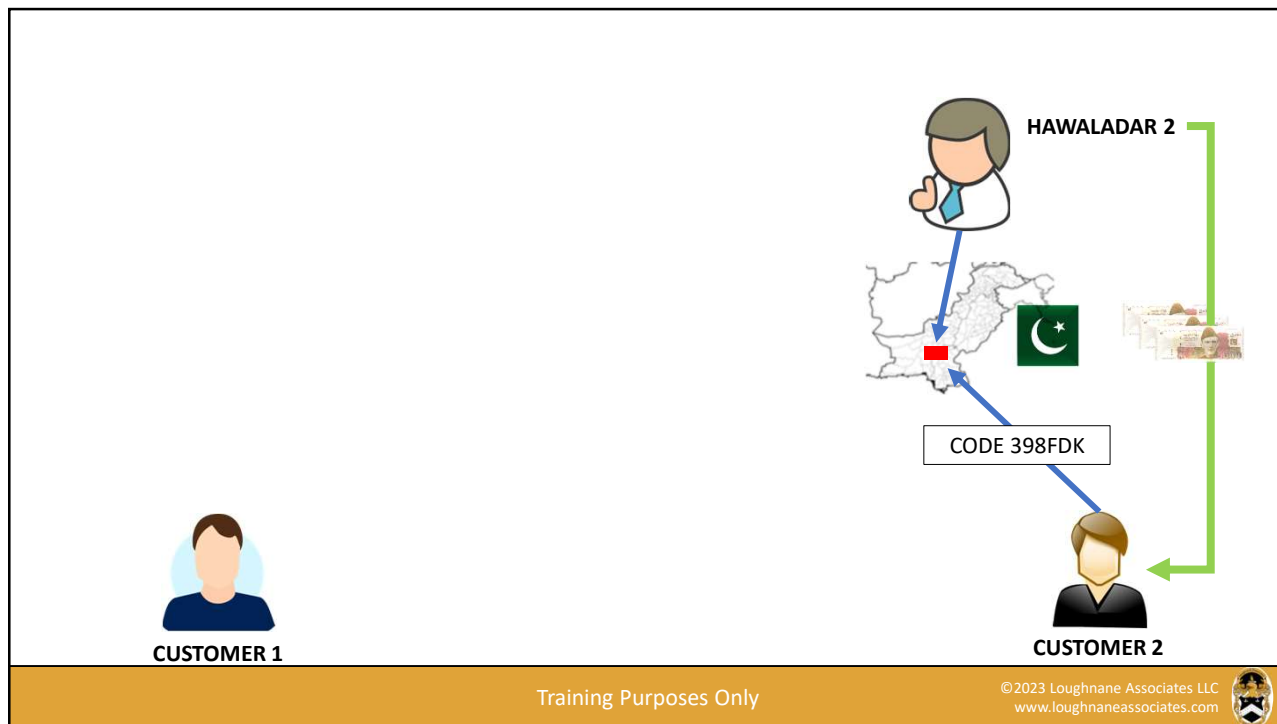 HAWALADAR 2
CODE 398FDK
CUSTOMER 1
CUSTOMER 2
Training Purposes Only
©2023 Loughnane Associates LLC
www.loughnaneassociates.com